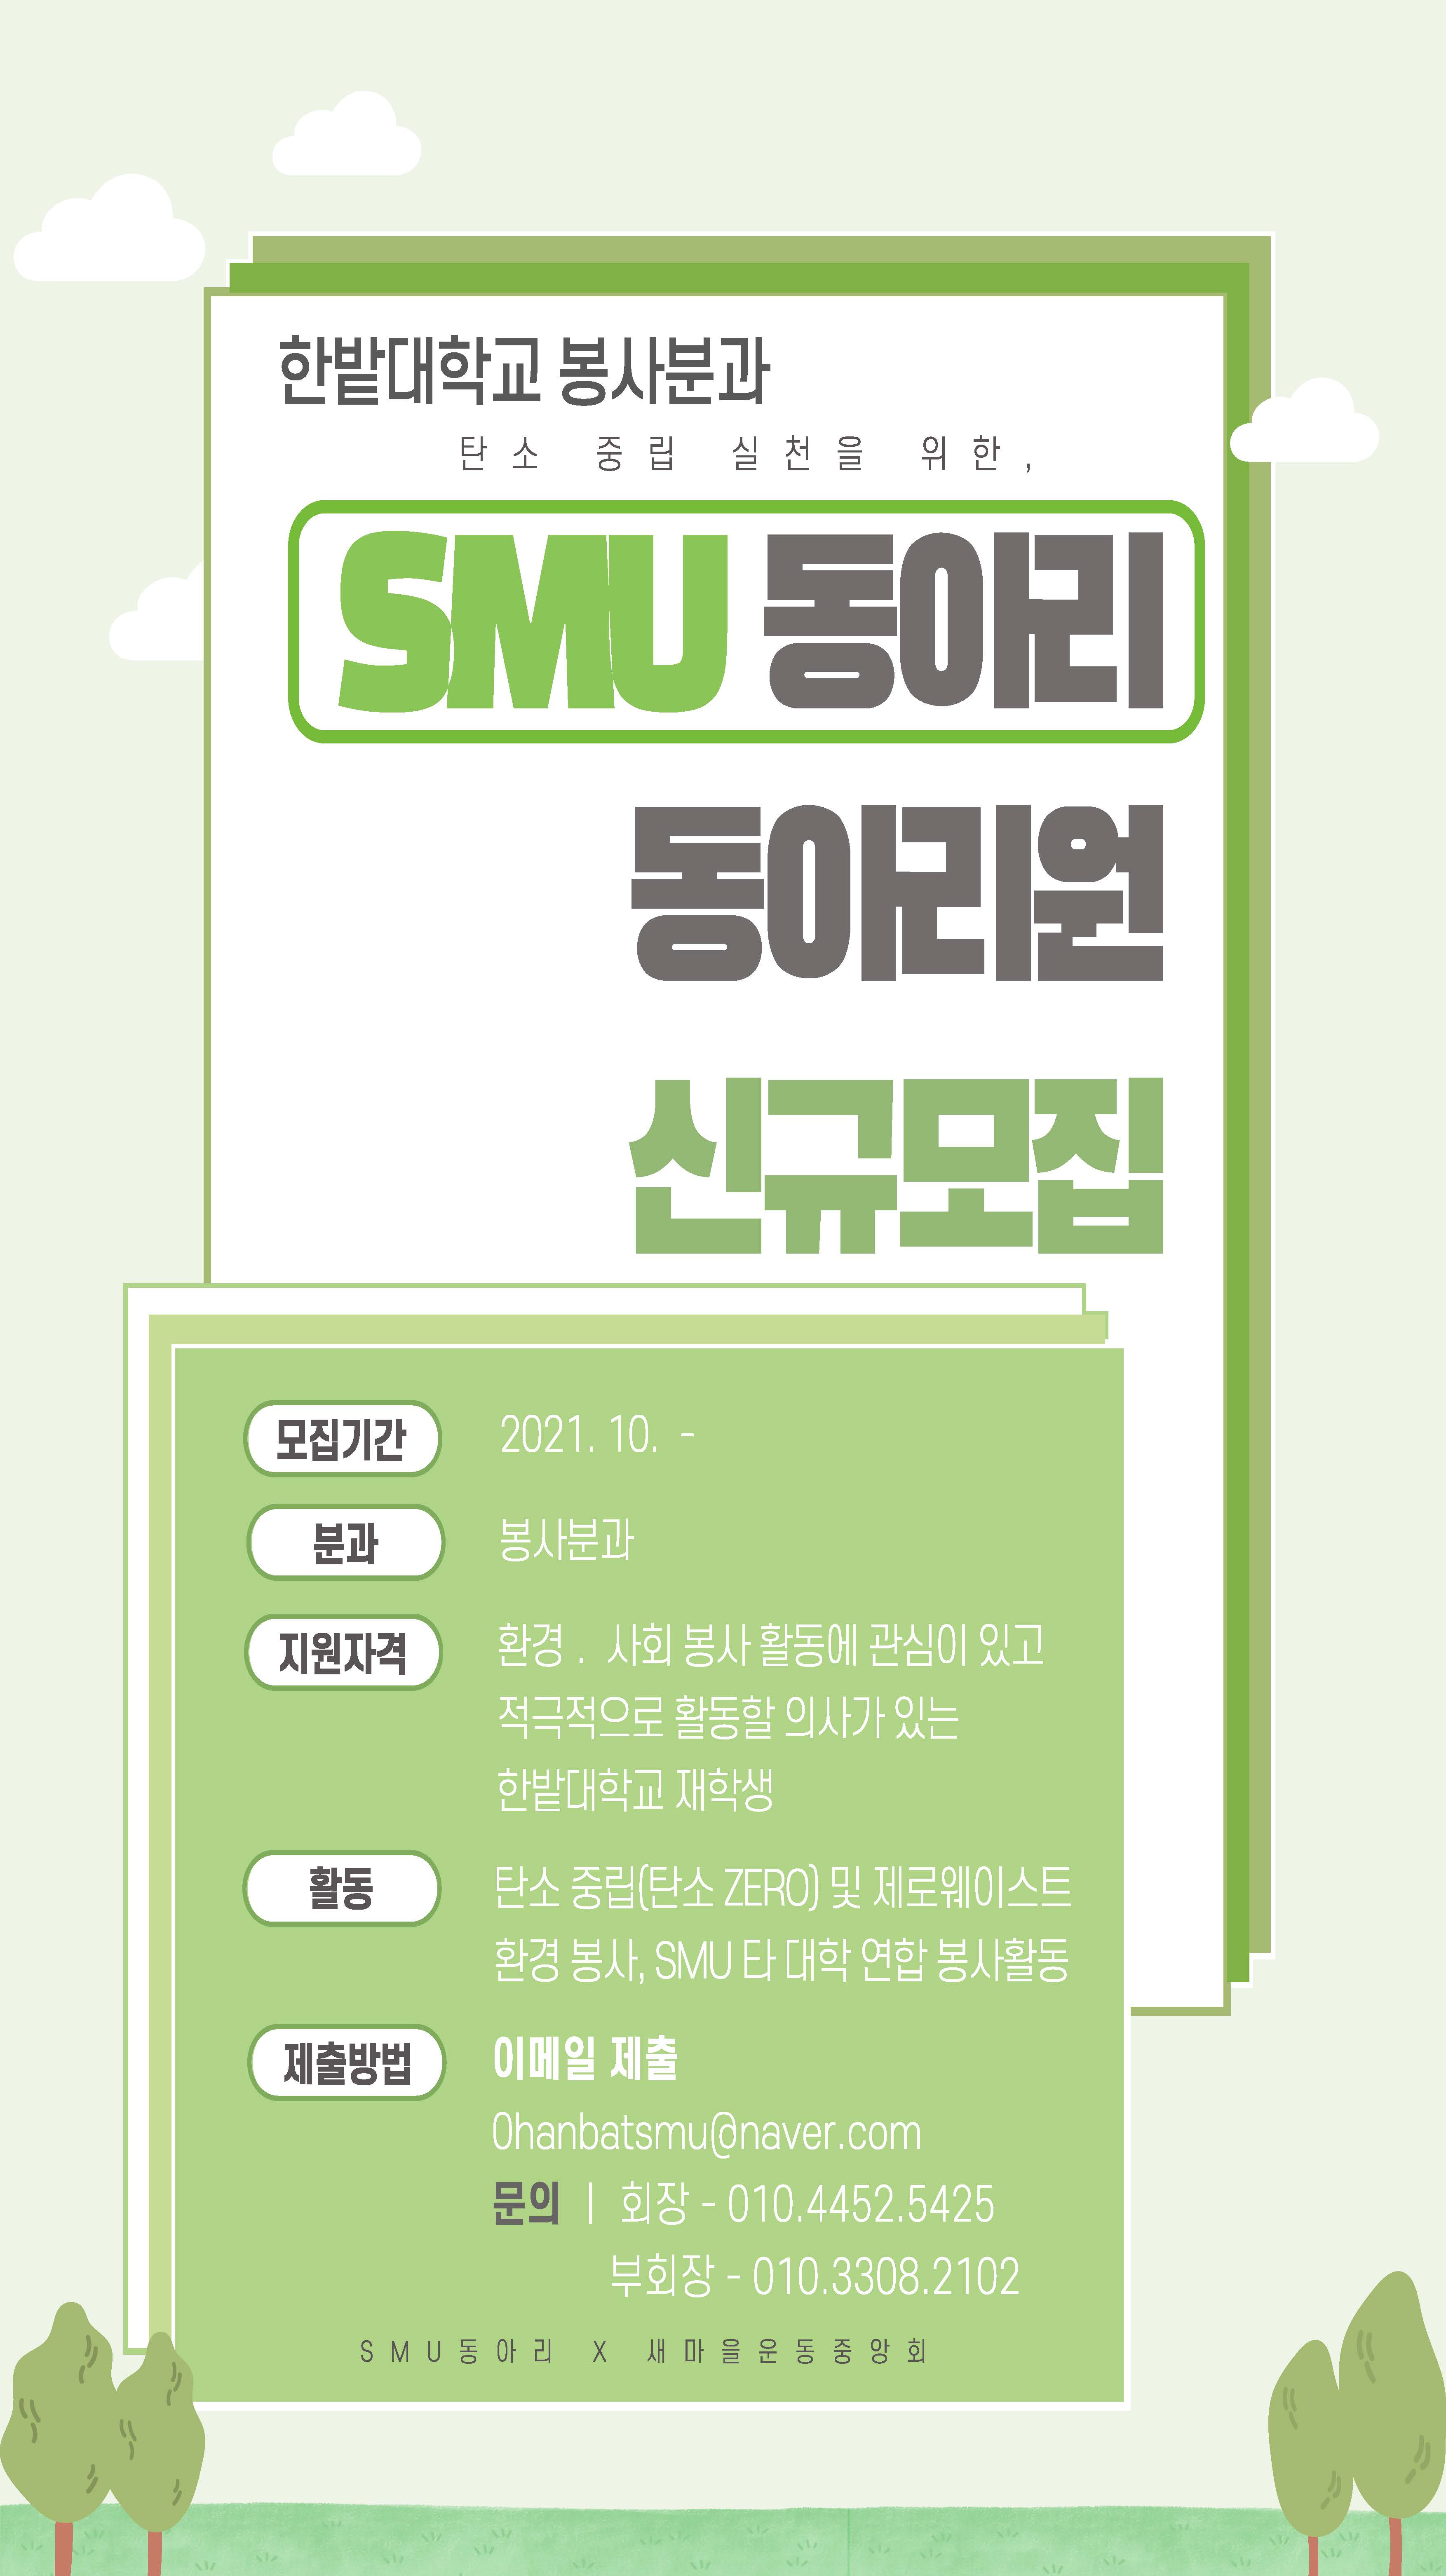 한밭대학교 봉사분과
탄소 중립 실천을 위한,
SMU 동아리
동아리원
신규모집
모집기간 2021. 10. -
분과 봉사분과
지원자격 환경 . 사회 봉사 활동에 관심이 있고
적극적으로 활동할 의사가 있는
한밭대학교 재학생
활동 탄소 중립(탄소 ZERO) 및 제로웨이스트
환경 봉사, SMU 타 대학 연합 봉사활동
제출방법 이메일 제출
0hanbatsmu@naver.com
문의 | 회장 - 010.4452.5425
부회장 - 010.3308.2102
SMU동아리 X 새마을운동중앙회